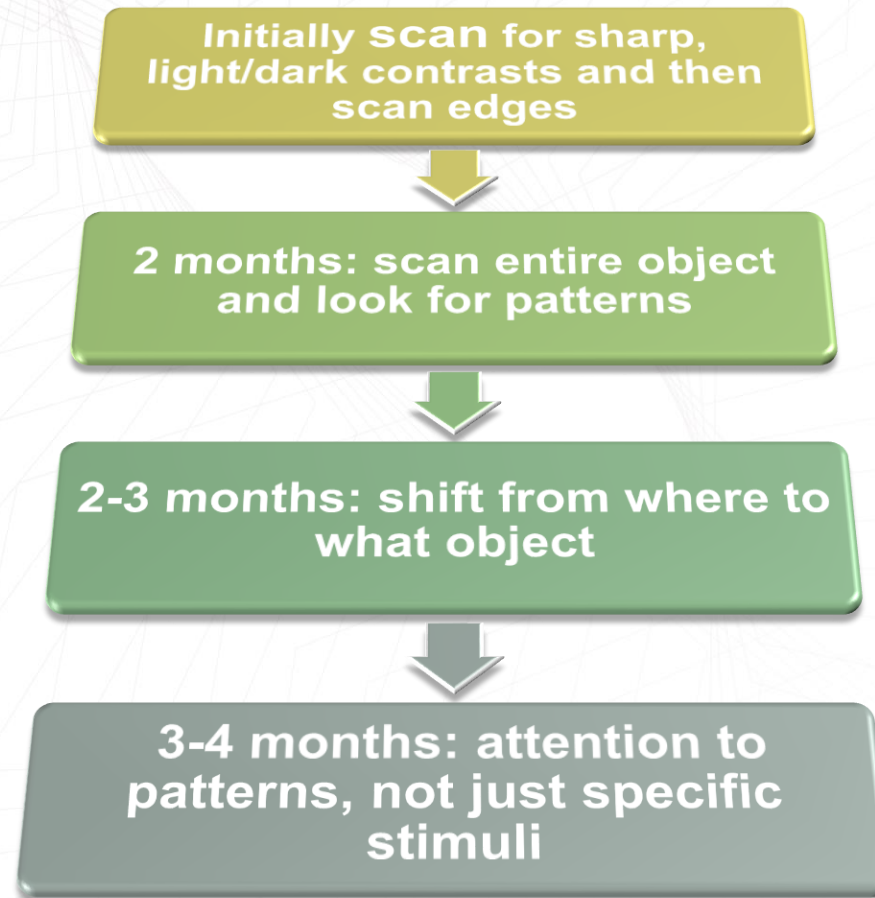 Initially scan for sharp,
light/dark contrasts and then
scan edges
2 months: scan entire object
and look for patterns
2-3 months: shift from where to
what object
3-4 months: attention to
patterns, not just specific
stimuli